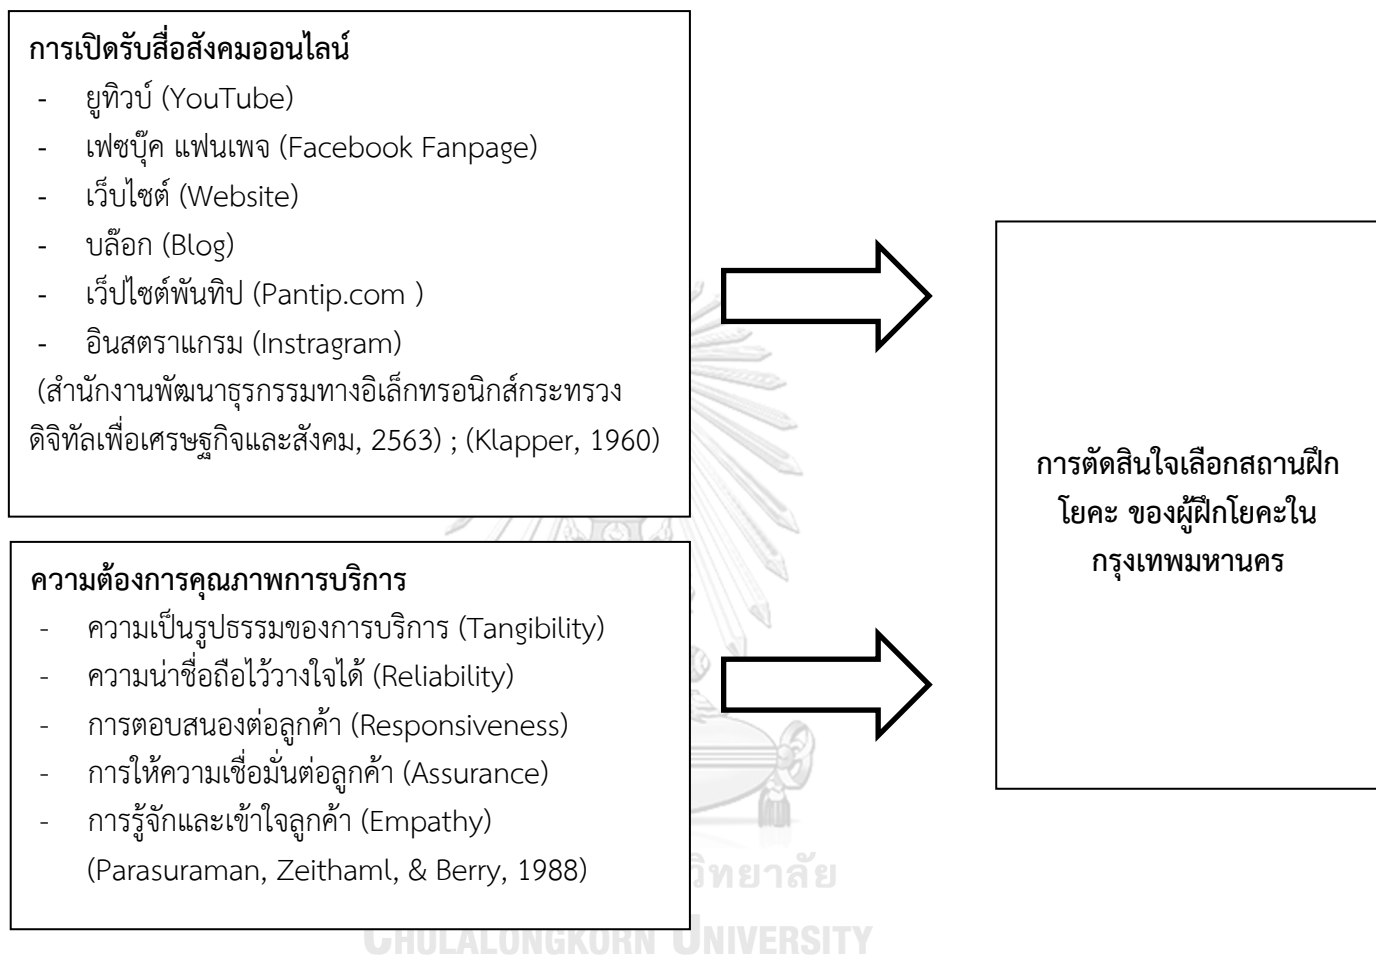 การเปิดรับสื่อสังคมออนไลน์
- ยูทิวบ์ (YouTube)
- เฟซบุ๊ค แฟนเพจ (Facebook Fanpage)
- เว็บไซต์ (Website)
- บล๊อก (Blog)
- เว็ปไซต์พันทิป (Pantip.com )
- อินสตราแกรม (Instragram)
(สำนักงานพัฒนาธุรกรรมทางอิเล็กทรอนิกส์กระทรวง
ดิจิทัลเพื่อเศรษฐกิจและสังคม, 2563) ; (Klapper, 1960)
ความต้องการคุณภาพการบริการ
- ความเป็นรูปธรรมของการบริการ (Tangibility)
- ความน่าชื่อถือไว้วางใจได้ (Reliability)
- การตอบสนองต่อลูกค้า (Responsiveness)
- การให้ความเชื่อมั่นต่อลูกค้า (Assurance)
- การรู้จักและเข้าใจลูกค้า (Empathy)
(Parasuraman, Zeithaml, & Berry, 1988)
การตัดสินใจเลือกสถานฝึก
โยคะ ของผู้ฝึกโยคะใน
กรุงเทพมหานคร
วิทยาลัย
CHULALONGKORN UNIVERSITY